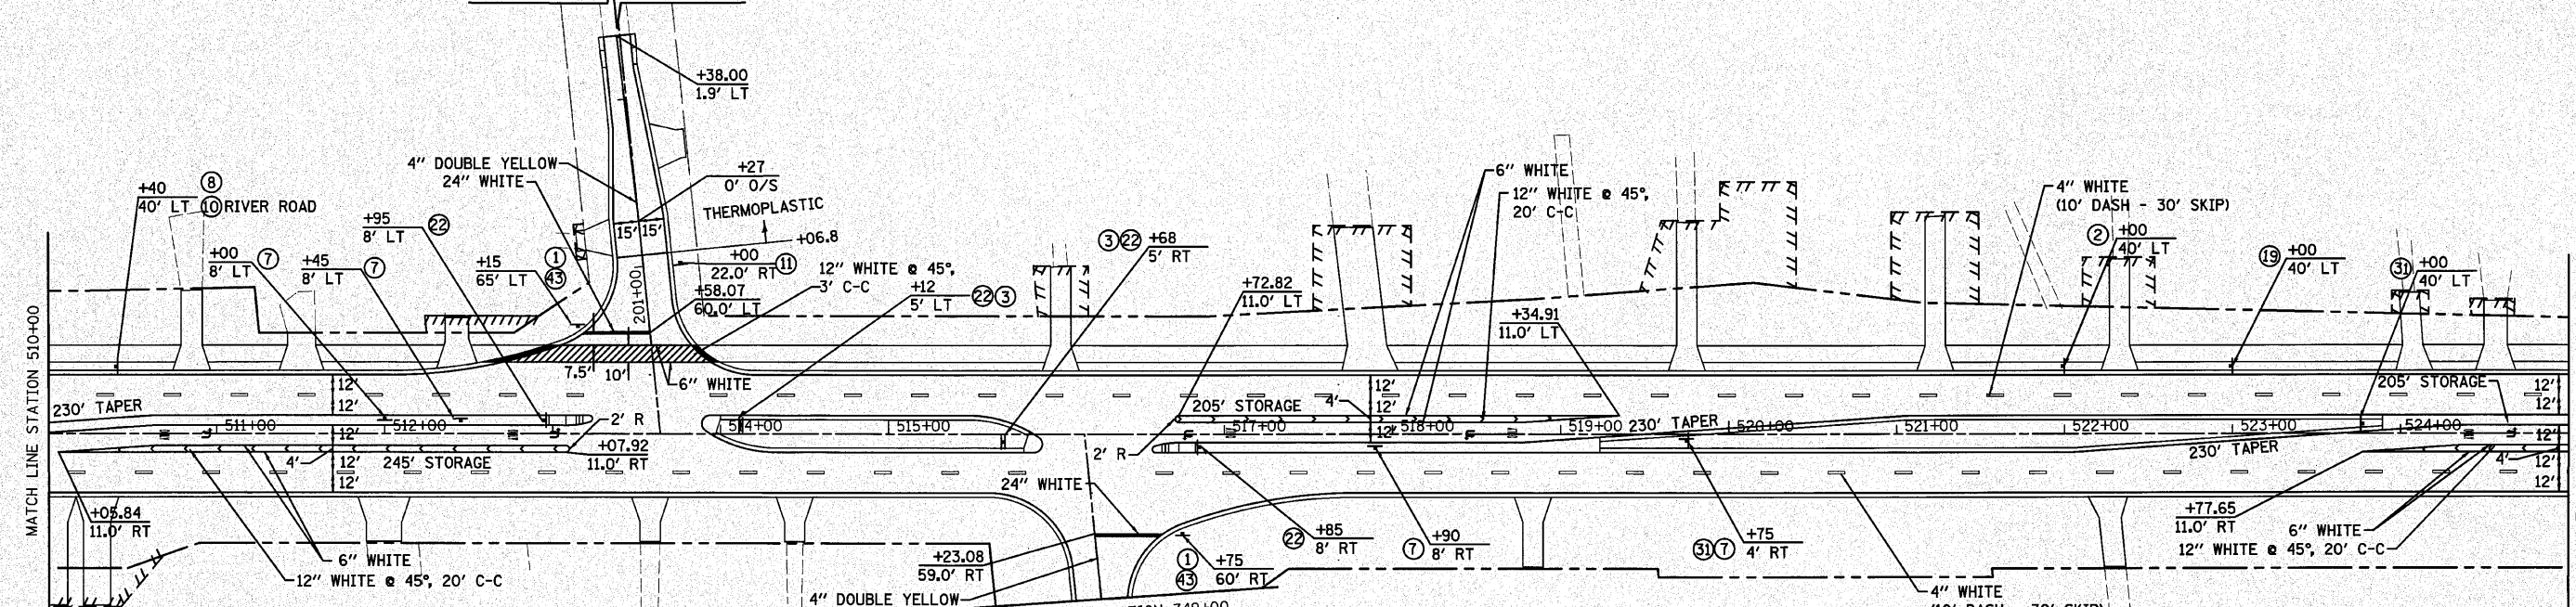 +38.00
1.9' LT
4" DOUBLE YELLOW
24" WHITE
+27
0' O/S
THERMOPLASTIC
15' 15'
+06.8
+00
22.0' RT 11
201+00
+40
40' LT
8
10 RIVER ROAD
+95
8' LT
22
+00
8' LT
7
+45
8' LT
7
+15
65' LT
1
43
12" WHITE @ 45°,
3' C-C
+58.07
60.0' LT
+12
5' LT
22 3
3 22
+68
5' RT
6" WHITE
12" WHITE @ 45°,
20' C-C
+72.82
11.0' LT
+34.91
11.0' LT
4" WHITE
(10' DASH - 30' SKIP)
2
+00
40' LT
19
+00
40' LT
31
+00
40' LT
MATCH LINE STATION 510+00
7.5'
10'
6" WHITE
230' TAPER
12'
12'
12'
12'
12'
4'
511+00
512+00
2' R
+07.92
11.0' RT
245' STORAGE
514+00
515+00
205' STORAGE
4'
12'
12'
12'
517+00
518+00
519+00
230' TAPER
520+00
521+00
522+00
523+00
524+00
205' STORAGE
12'
12'
12'
12'
12'
4'
230' TAPER
2' R
+05.84
11.0' RT
6" WHITE
12" WHITE @ 45°, 20' C-C
24" WHITE
+23.08
59.0' RT
4" DOUBLE YELLOW
1
43
+75
60' RT
22
+85
8' RT
7
+90
8' RT
31 7
+75
4' RT
+77.65
11.0' RT
6" WHITE
12" WHITE @ 45°, 20' C-C
4" WHITE